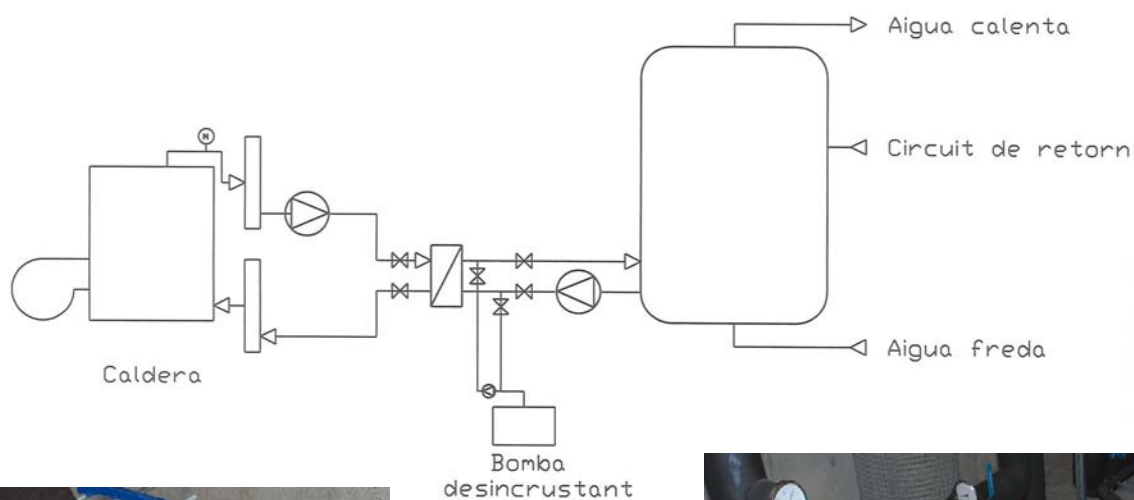 Aigua calenta
M
Circuit de retorn
Aigua freda
Caldera
Bomba
desincrustant